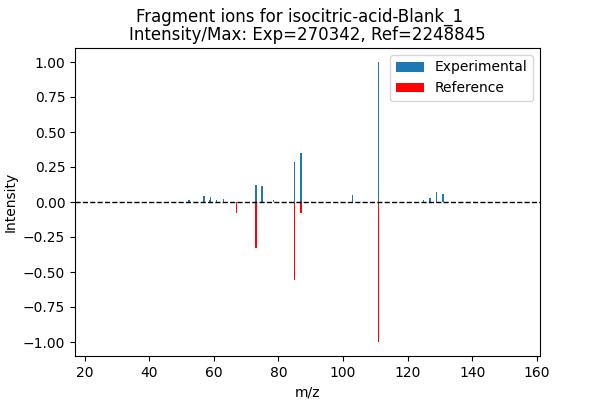 Fragment ions for isocitric-acid-Blank_1
Intensity/Max: Exp=270342, Ref=2248845
Experimental
Reference
1.00
0.75
0.50
0.25
0.00
−0.25
−0.50
−0.75
−1.00
Intensity
20 40 60 80 100 120 140 160
m/z